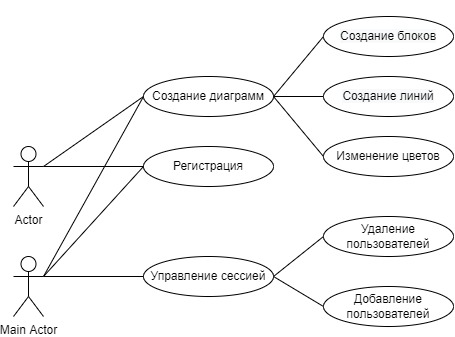 Создание блоков
Создание диаграмм
Создание линий
Изменение цветов
Регистрация
Actor
Удаление
пользователей
Управление сессией
Добавление
пользователей
Main Actor